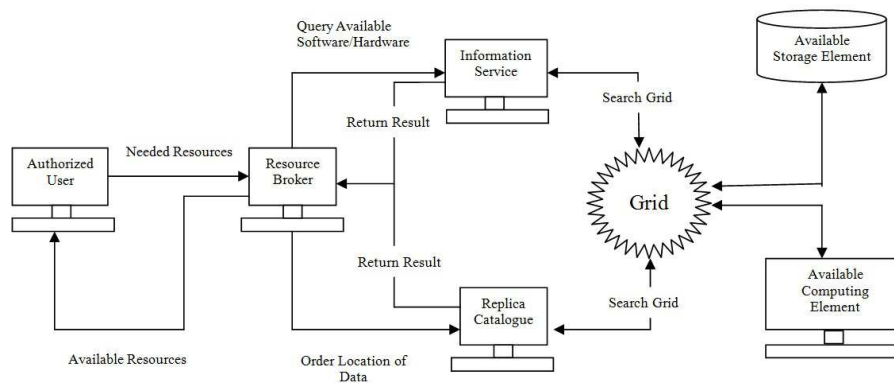 Query Available
Software/Hardware
Information
Service
Available
Storage Element
Search Grid
Return Result
Needed Resources
Authorized
User
Resource
Broker
Grid
Return Result
Search Grid
Replica
Catalogue
Available
Computing
Element
Available Resources
Order Location of
Data